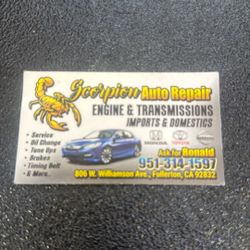 Scorpion Auto Repair
ENGINE & TRANSMISSIONS
IMPORTS & DOMESTICS
HONDA TOYOTA
• Service
• Oil Change
• Tune Ups
• Brakes
• Timing Belt
& More...
Ask for Ronald
951-314-1597
806 W. Williamson Ave., Fullerton, CA 92832